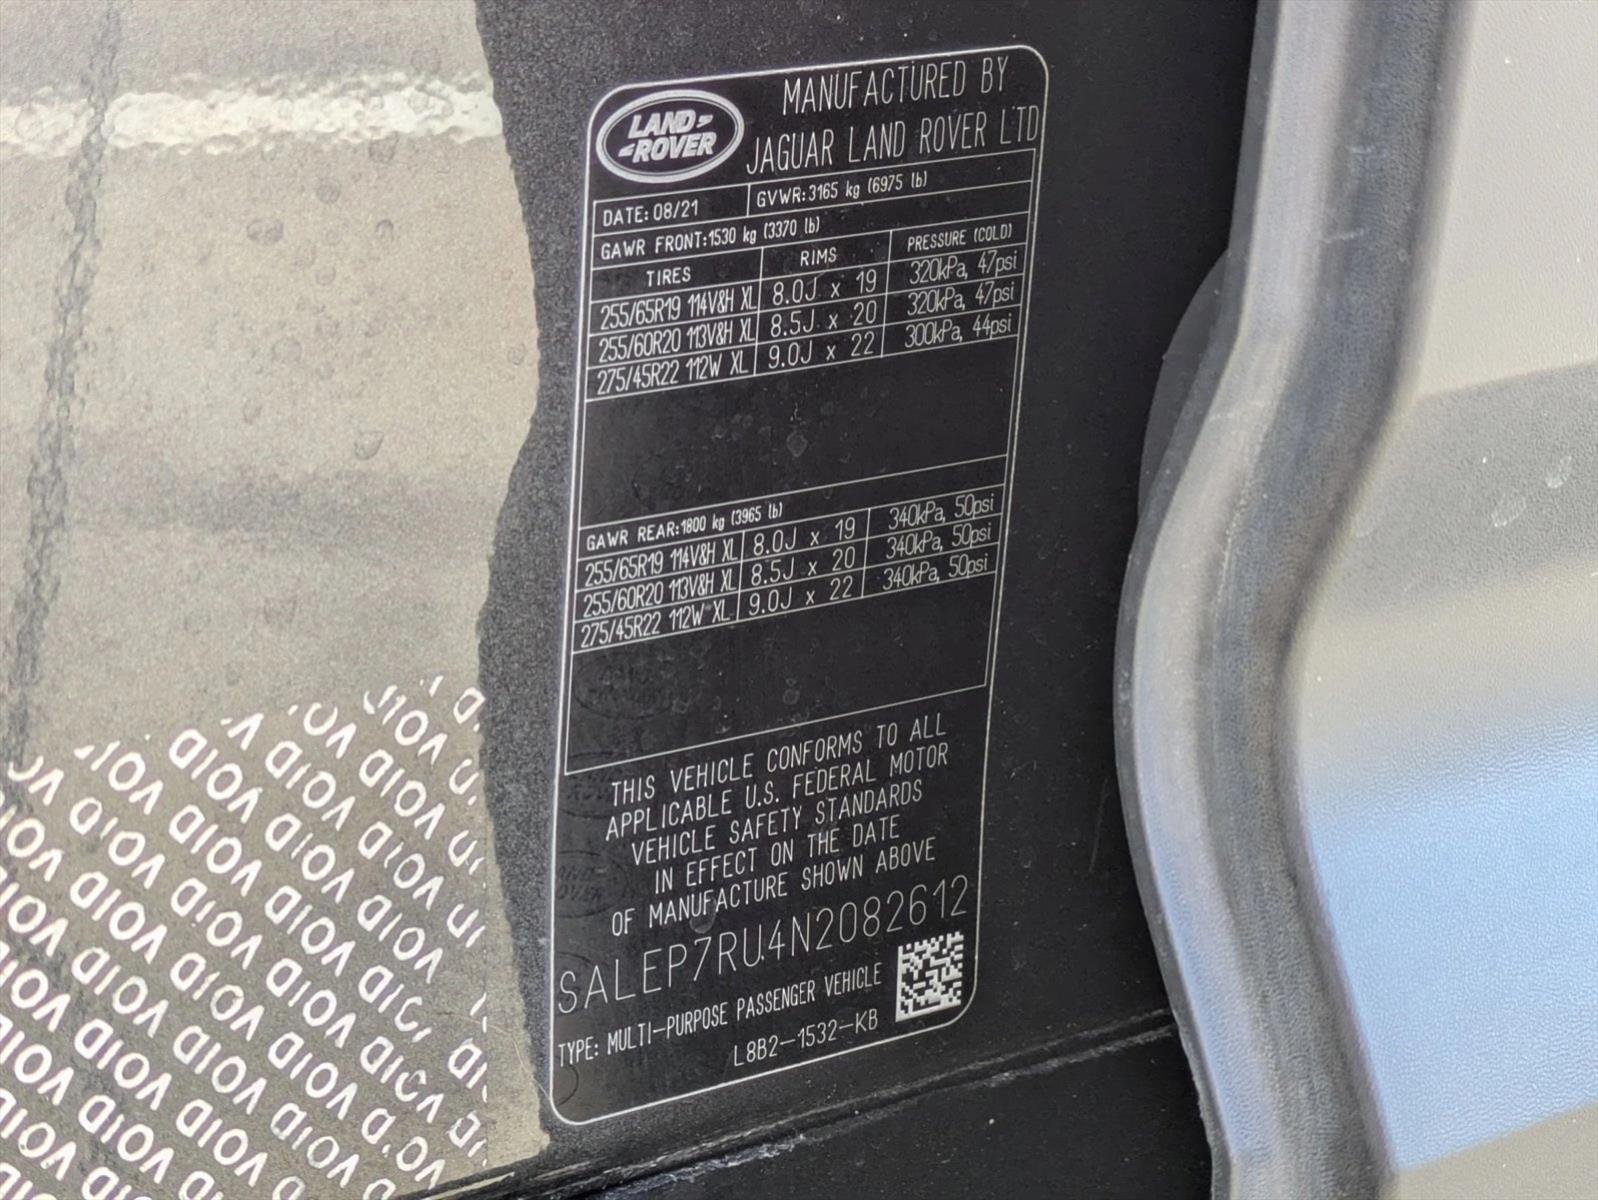 LAND ROVER
MANUFACTURED BY
JAGUAR LAND ROVER LTD
DATE: 08/21 GVWR: 3165 kg (6975 lb)
GAWR FRONT: 1530 kg (3370 lb)
TIRES RIMS PRESSURE (COLD)
255/65R19 114V&H XL 8.0J x 19 320kPa, 47psi
255/60R20 113V&H XL 8.5J x 20 320kPa, 47psi
275/45R22 112W XL 9.0J x 22 300kPa, 44psi
GAWR REAR: 1800 kg (3965 lb)
255/65R19 114V&H XL 8.0J x 19 340kPa, 50psi
255/60R20 113V&H XL 8.5J x 20 340kPa, 50psi
275/45R22 112W XL 9.0J x 22 340kPa, 50psi
THIS VEHICLE CONFORMS TO ALL
APPLICABLE U.S. FEDERAL MOTOR
VEHICLE SAFETY STANDARDS
IN EFFECT ON THE DATE
OF MANUFACTURE SHOWN ABOVE
SALEP7RU4N2082612
TYPE: MULTI-PURPOSE PASSENGER VEHICLE
L8B2-1532-KB
VOID VOID VOID VOID